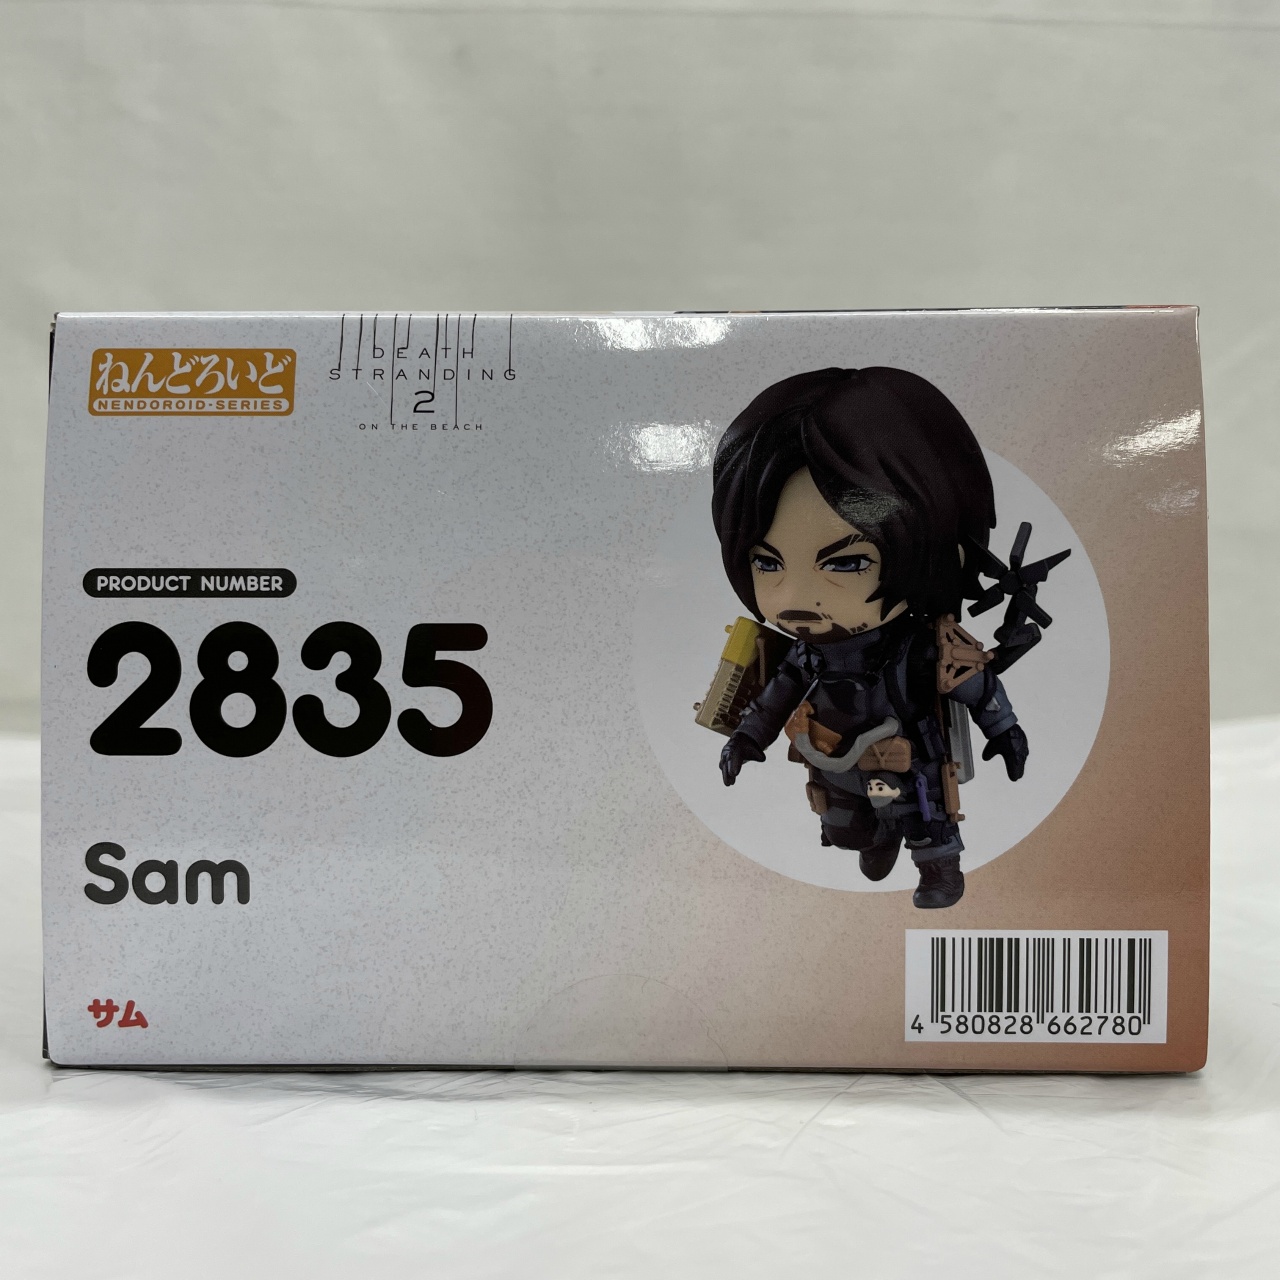 ねんどろいど
NENDOROID-SERIES
DEATH
STRANDING
2
ON THE BEACH
PRODUCT NUMBER
2835
Sam
サム
4 580828 662780